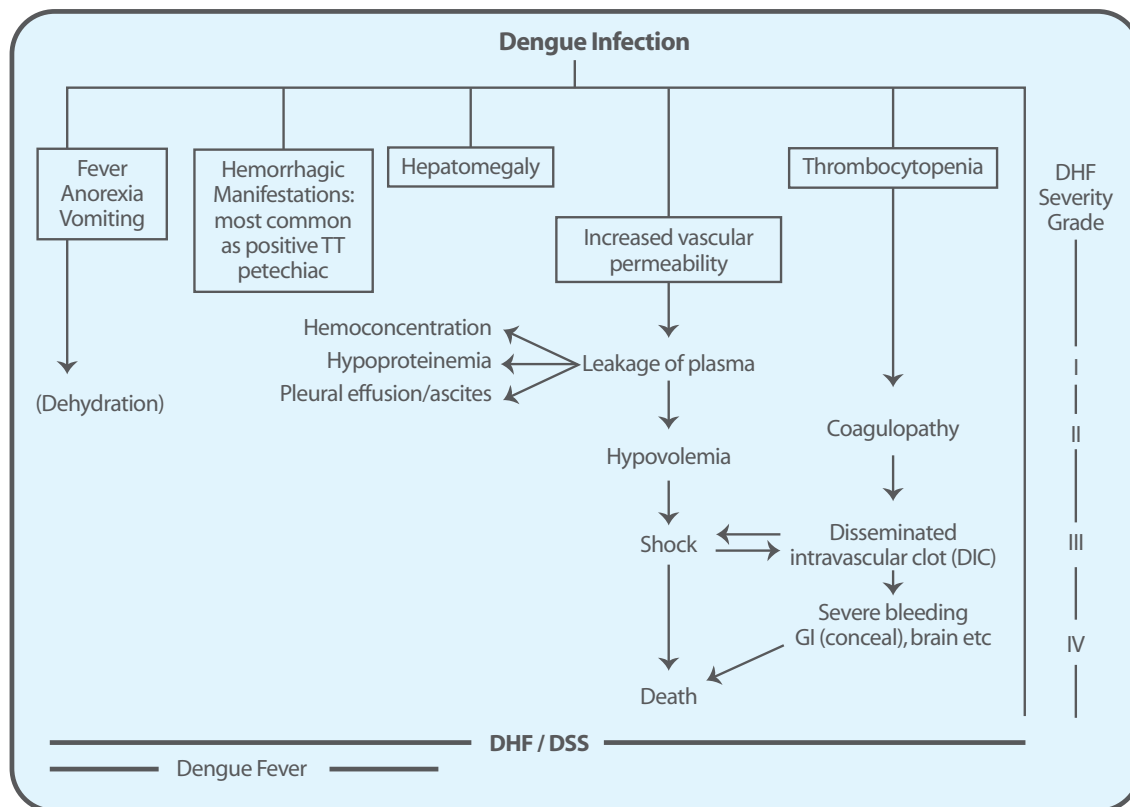 Dengue Infection
Fever
Anorexia
Vomiting
Hemorrhagic
Manifestations:
most common
as positive TT
petechiac
Hepatomegaly
Increased vascular
permeability
Thrombocytopenia
DHF
Severity
Grade
Hemoconcentration
Hypoproteinemia
Pleural effusion/ascites
Leakage of plasma
I
(Dehydration)
Coagulopathy
II
Hypovolemia
Shock
Disseminated
intravascular clot (DIC)
III
Severe bleeding
GI (conceal), brain etc
IV
Death
DHF / DSS
Dengue Fever